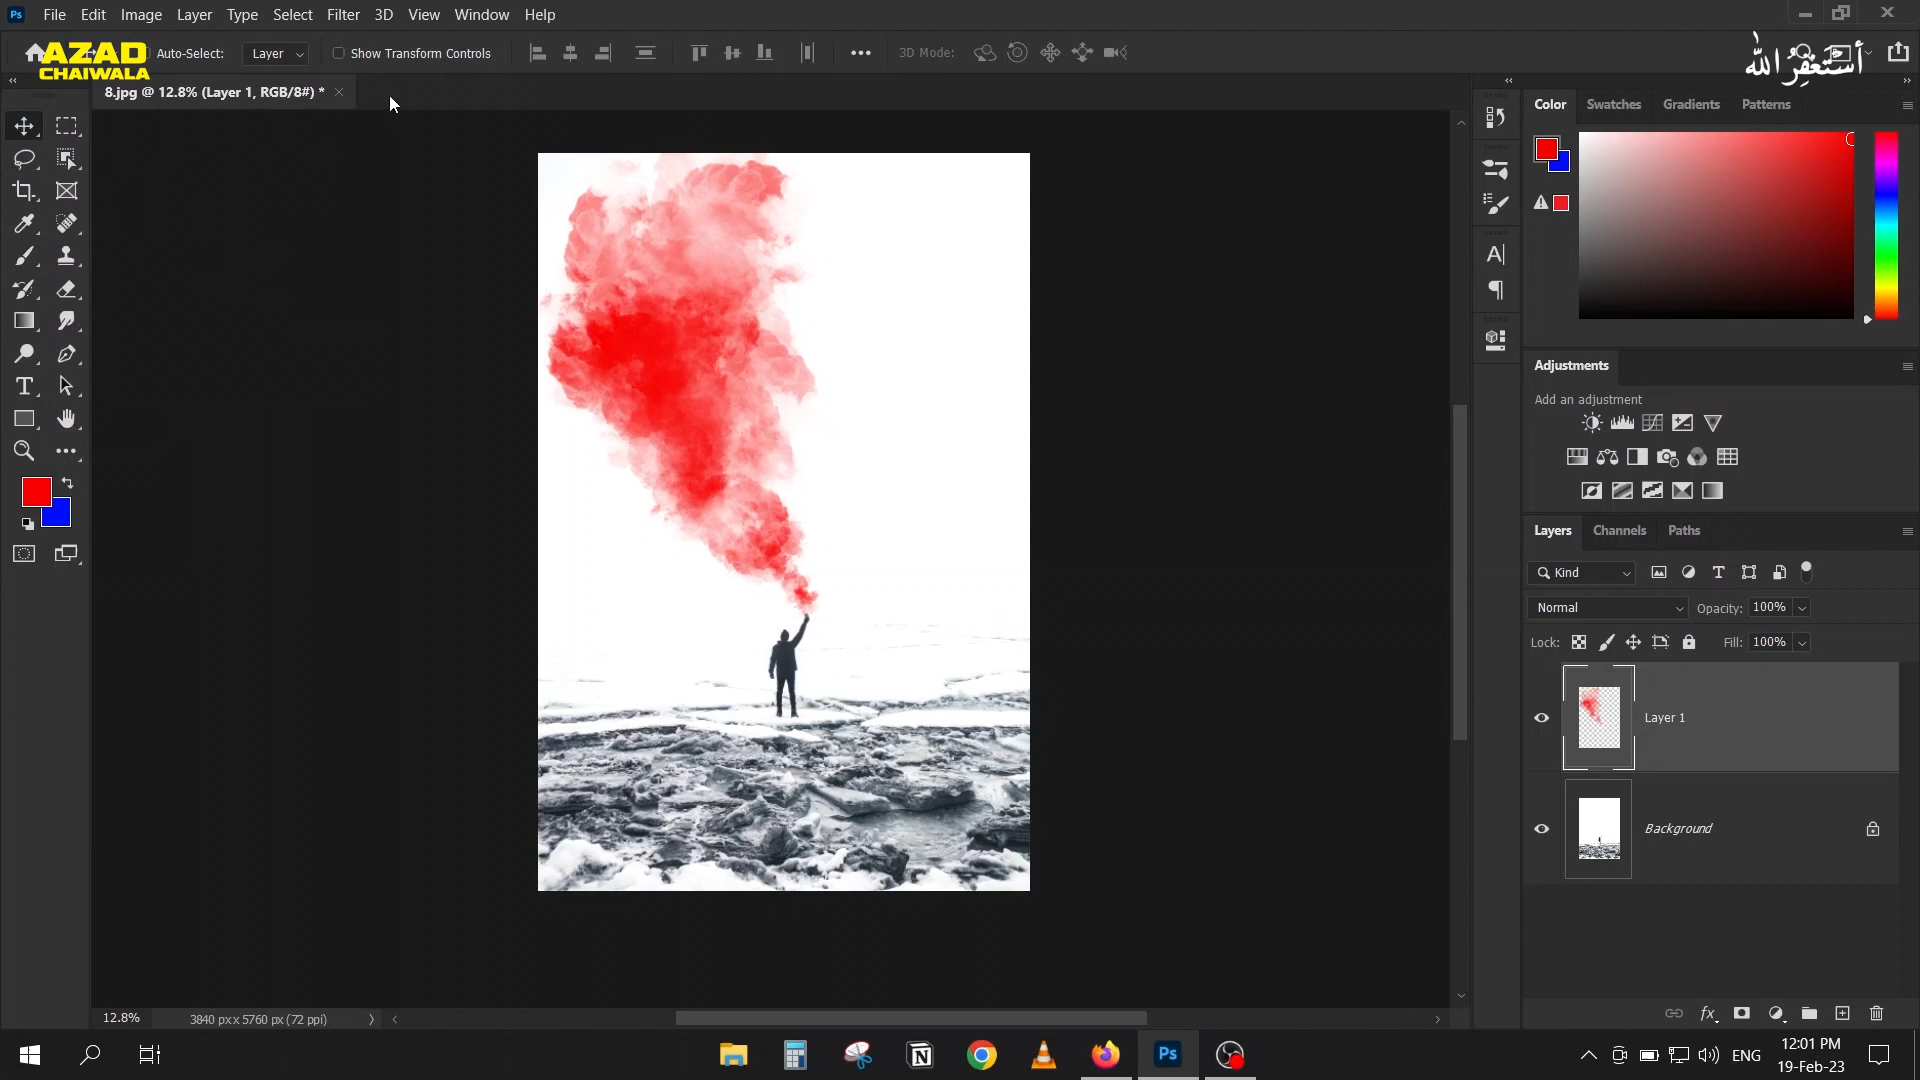 Ps File Edit Image Layer Type Select Filter 3D View Window Help
AZAD
CHAIWALA
Auto-Select: Layer Show Transform Controls 3D Mode:
أستغفر الله
8.jpg @ 12.8% (Layer 1, RGB/8#) *
Color Swatches Gradients Patterns
Adjustments
Add an adjustment
Layers Channels Paths
Kind
Normal Opacity: 100%
Lock: Fill: 100%
Layer 1
Background
12.8% 3840 px x 5760 px (72 ppi)
Ps
ENG
12:01 PM
19-Feb-23